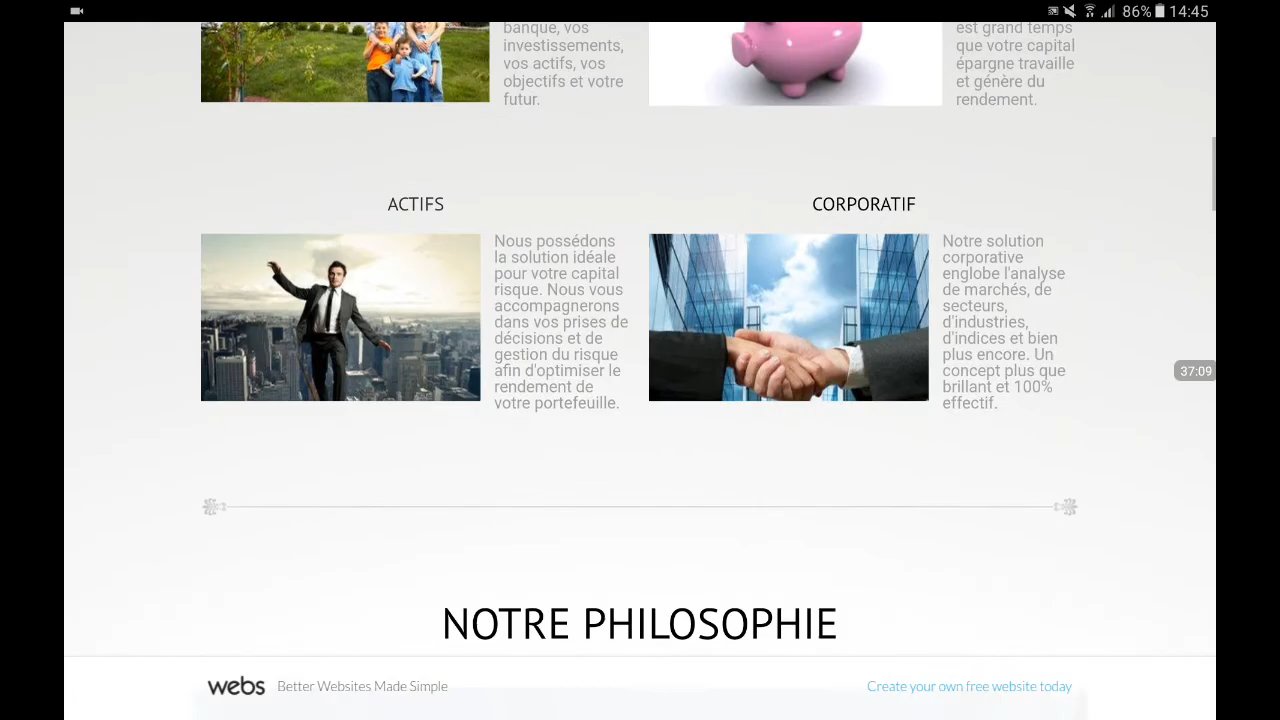 86% 14:45
banque, vos
investissements,
vos actifs, vos
objectifs et votre
futur.
est grand temps
que votre capital
épargne travaille
et génère du
rendement.
ACTIFS
Nous possédons
la solution idéale
pour votre capital
risque. Nous vous
accompagnerons
dans vos prises de
décisions et de
gestion du risque
afin d'optimiser le
rendement de
votre portefeuille.
CORPORATIF
Notre solution
corporative
englobe l'analyse
de marchés, de
secteurs,
d'industries,
d'indices et bien
plus encore. Un
concept plus que
brillant et 100%
effectif.
37:09
NOTRE PHILOSOPHIE
webs Better Websites Made Simple
Create your own free website today